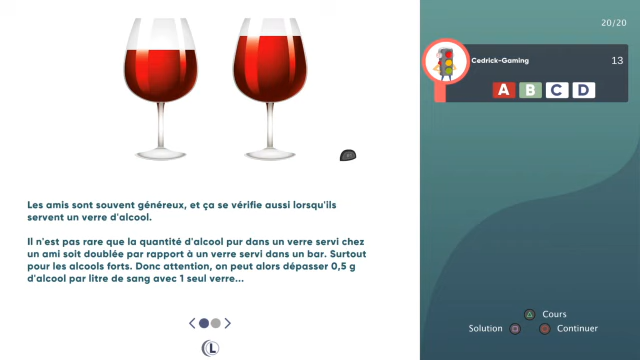 20/20
Cedrick-Gaming 13
A B C D
Les amis sont souvent généreux, et ça se vérifie aussi lorsqu'ils
servent un verre d'alcool.
Il n'est pas rare que la quantité d'alcool pur dans un verre servi chez
un ami soit doublée par rapport à un verre servi dans un bar. Surtout
pour les alcools forts. Donc attention, on peut alors dépasser 0,5 g
d'alcool par litre de sang avec 1 seul verre...
L
Cours
Solution Continuer